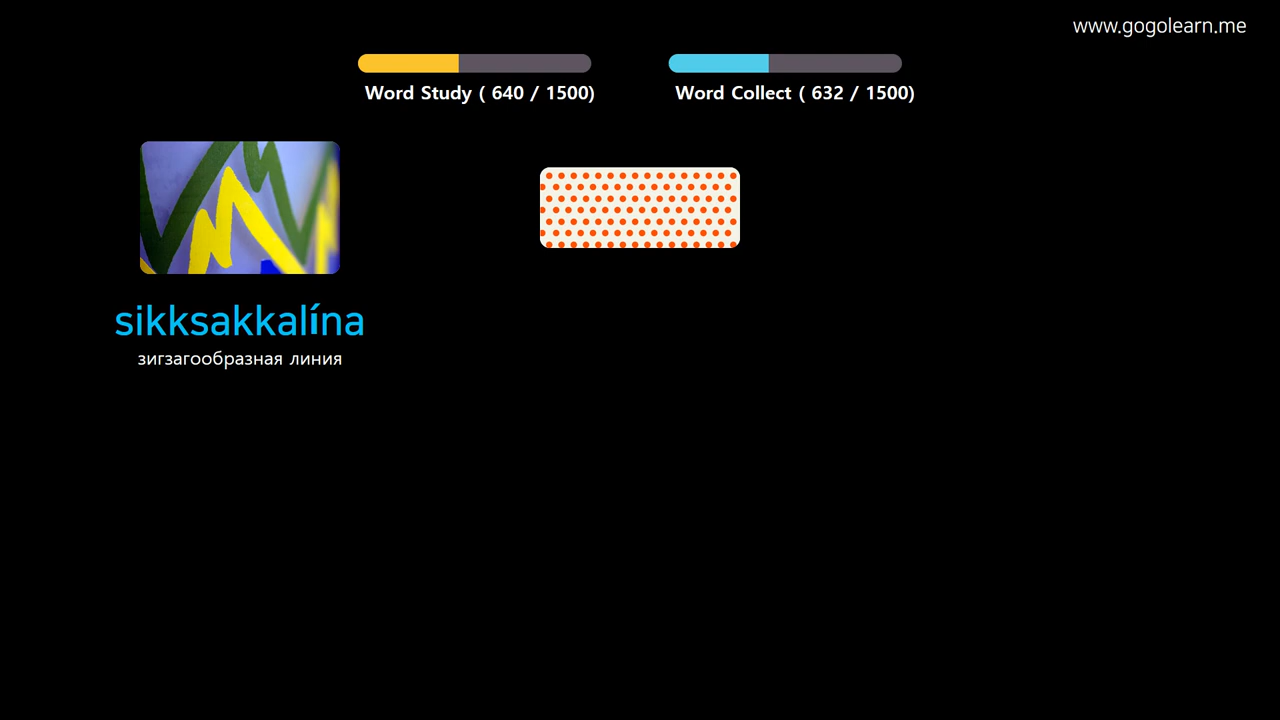 www.gogolearn.me
Word Study ( 640 / 1500)
Word Collect ( 632 / 1500)
sikksakkalína
зигзагообразная линия